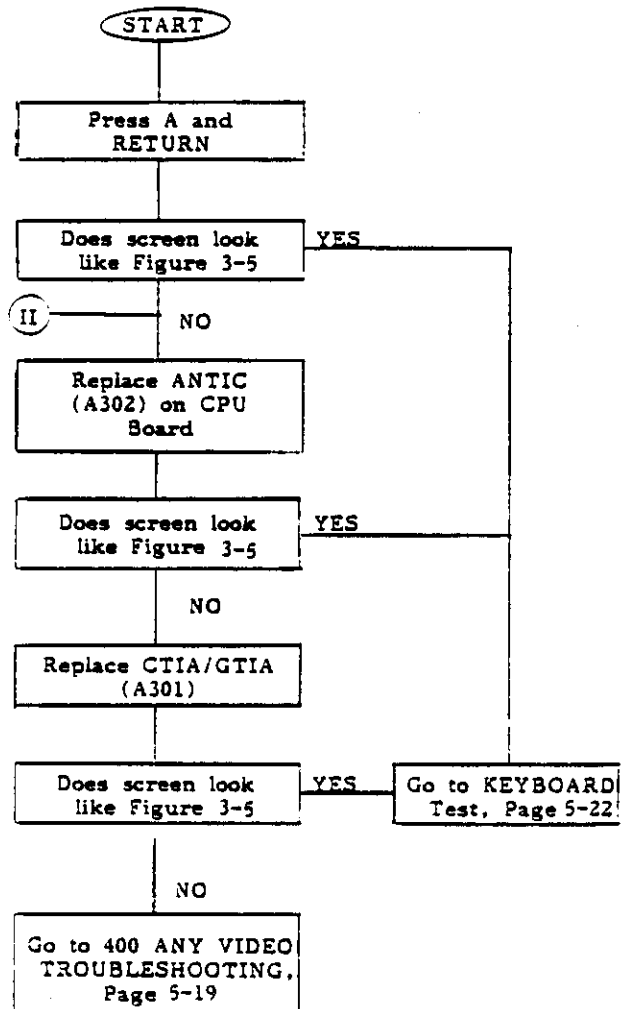 START
Press A and
RETURN
Does screen look
like Figure 3-5
YES
II
NO
Replace ANTIC
(A302) on CPU
Board
Does screen look
like Figure 3-5
YES
NO
Replace CTIA/GTIA
(A301)
Does screen look
like Figure 3-5
YES
Go to KEYBOARD
Test, Page 5-22
NO
Go to 400 ANY VIDEO
TROUBLESHOOTING,
Page 5-19